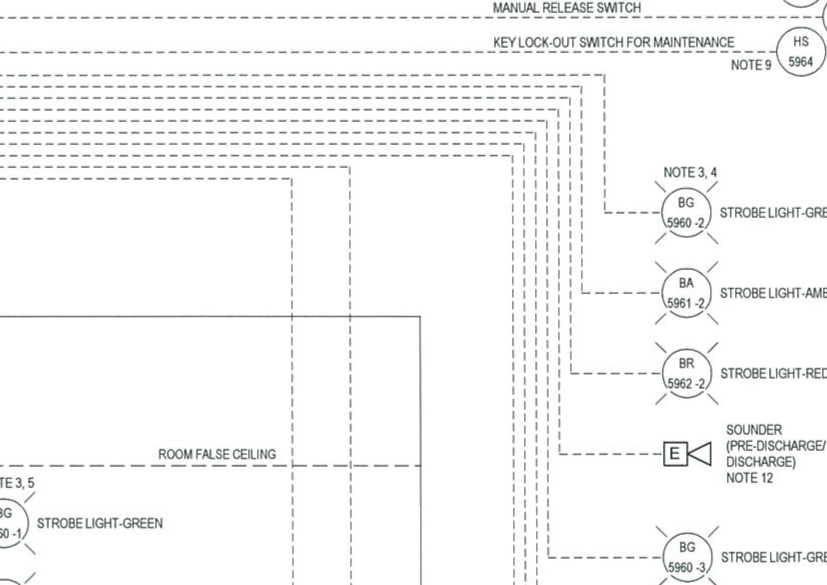 MANUAL RELEASE SWITCH
KEY LOCK-OUT SWITCH FOR MAINTENANCE
HS
5964
NOTE 9
NOTE 3, 4
BG
5960 -2
STROBE LIGHT-GRE
BA
5961 -2
STROBE LIGHT-AMB
BR
5962 -2
STROBE LIGHT-RED
SOUNDER
(PRE-DISCHARGE/
DISCHARGE)
NOTE 12
E
ROOM FALSE CEILING
TE 3, 5
BG
60 -1
STROBE LIGHT-GREEN
BG
5960 -3
STROBE LIGHT-GRE